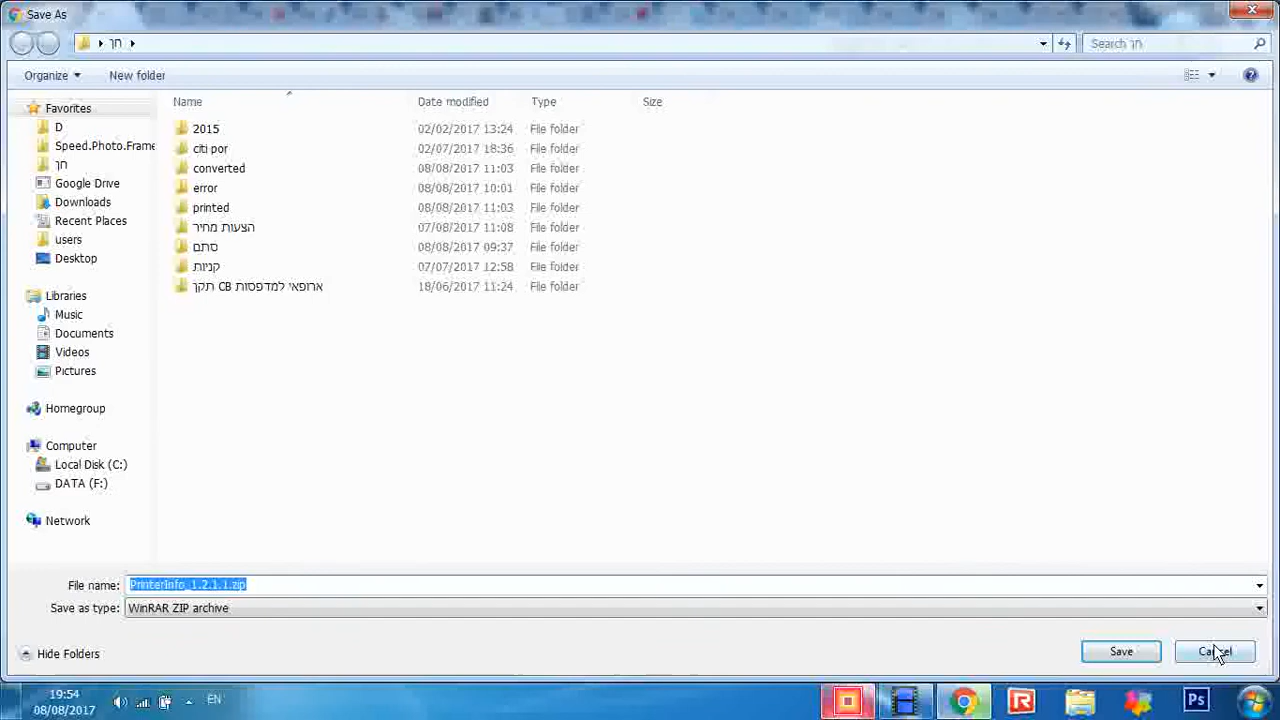 Save As
חך
Search חך
Organize
New folder
Name
Date modified
Type
Size
Favorites
D
Speed.Photo.Frame
חך
Google Drive
Downloads
Recent Places
users
Desktop
Libraries
Music
Documents
Videos
Pictures
Homegroup
Computer
Local Disk (C:)
DATA (F:)
Network
2015 02/02/2017 13:24 File folder
citi por 02/07/2017 18:36 File folder
converted 08/08/2017 11:03 File folder
error 08/08/2017 10:01 File folder
printed 08/08/2017 11:03 File folder
הצעות מחיר 07/08/2017 11:08 File folder
סתם 08/08/2017 09:37 File folder
קניות 07/07/2017 12:58 File folder
ארופאי למדפסות CB תקך 18/06/2017 11:24 File folder
File name: PrinterInfo_1.2.1.1.zip
Save as type: WinRAR ZIP archive
Hide Folders
Save
Cancel
19:54
08/08/2017
EN
Ps